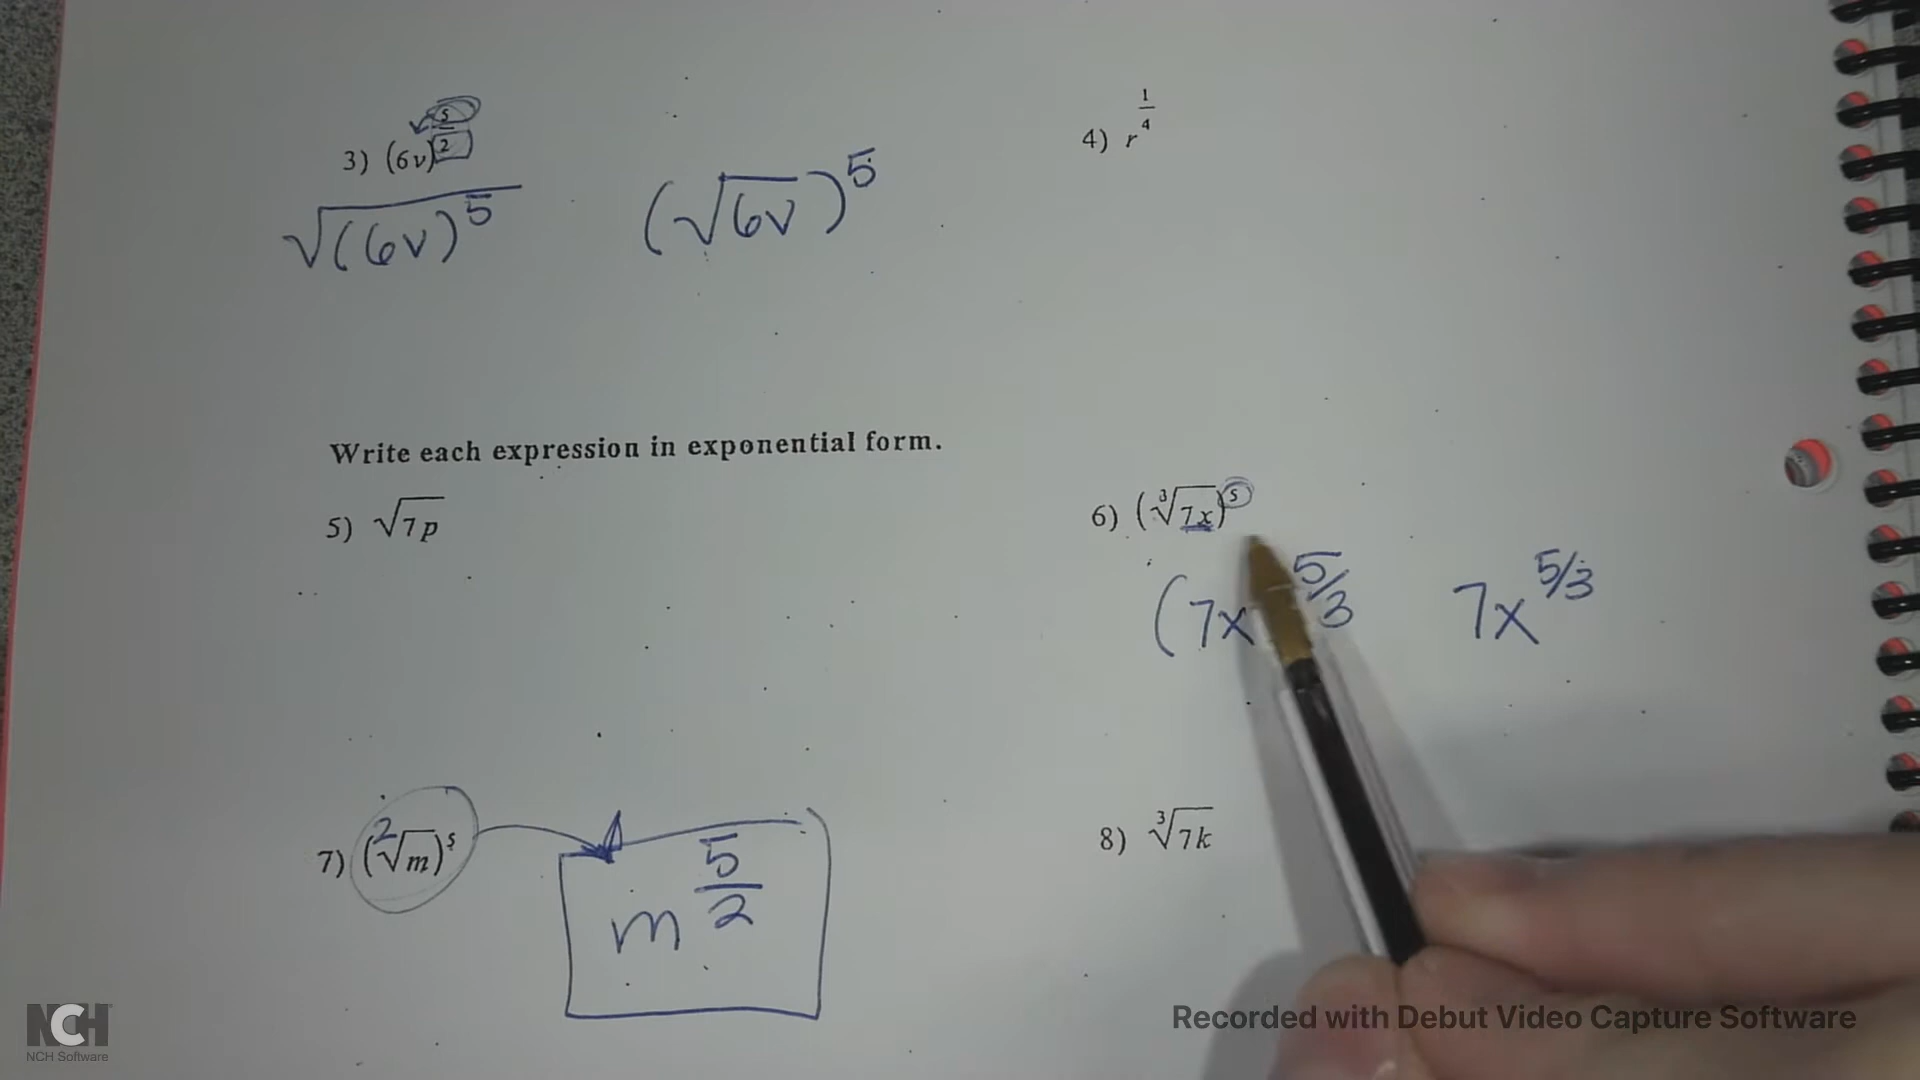 3) (6v)^(5/2)
√(6v)^5 (√6v)^5
4) r^(1/4)
Write each expression in exponential form.
5) √7p
6) (³√7x)^5
(7x 5/3 7x^5/3
7) (²√m)^5
m^(5/2)
8) ³√7k
NCH
NCH Software
Recorded with Debut Video Capture Software